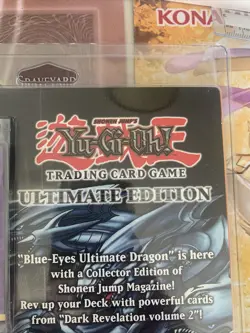 GRAVEYARD
KONA
Yu-Gi-Oh!
TRADING CARD GAME
ULTIMATE EDITION
"Blue-Eyes Ultimate Dragon" is here
with a Collector Edition of
Shonen Jump Magazine!
Rev up your Deck with powerful cards
from "Dark Revelation volume 2"!